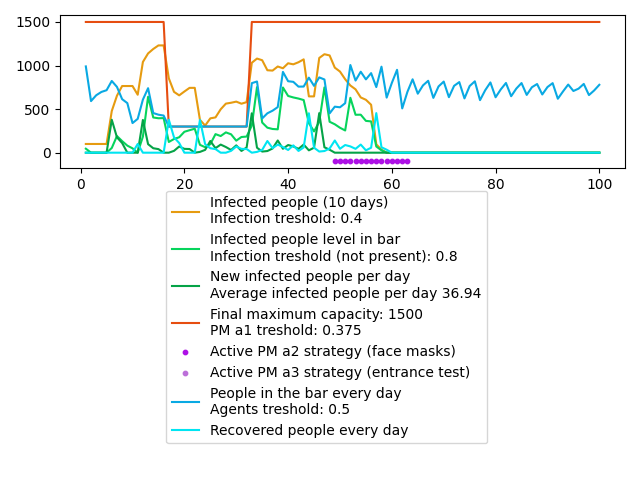 1500
1000
500
0
0
20
40
60
80
100
Infected people (10 days)
Infection treshold: 0.4
Infected people level in bar
Infection treshold (not present): 0.8
New infected people per day
Average infected people per day 36.94
Final maximum capacity: 1500
PM a1 treshold: 0.375
Active PM a2 strategy (face masks)
Active PM a3 strategy (entrance test)
People in the bar every day
Agents treshold: 0.5
Recovered people every day